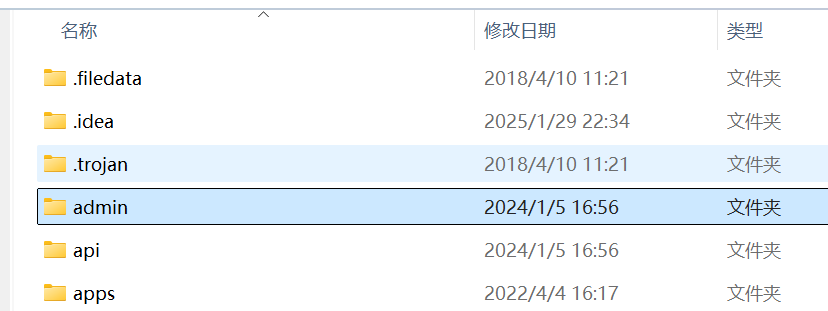 名称 修改日期 类型
.filedata 2018/4/10 11:21 文件夹
.idea 2025/1/29 22:34 文件夹
.trojan 2018/4/10 11:21 文件夹
admin 2024/1/5 16:56 文件夹
api 2024/1/5 16:56 文件夹
apps 2022/4/4 16:17 文件夹